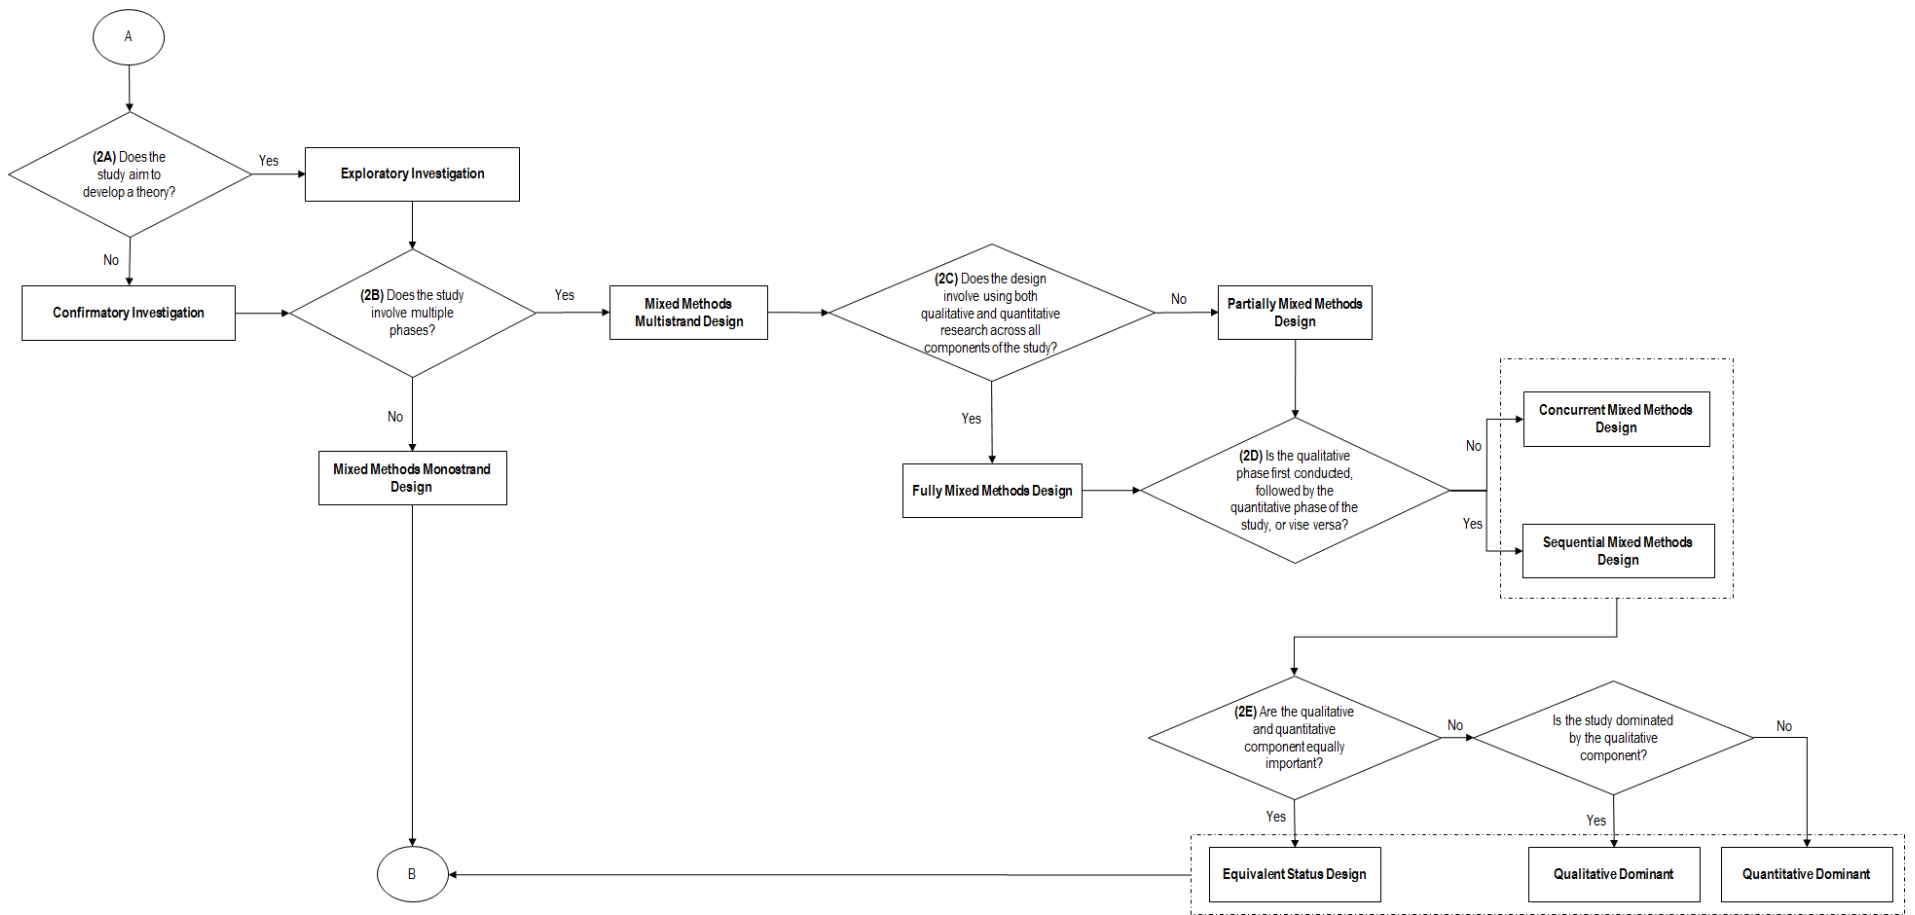 A
(2A) Does the
study aim to
develop a theory?
Yes
Exploratory Investigation
No
Confirmatory Investigation
(2B) Does the study
involve multiple
phases?
Yes
Mixed Methods
Multistrand Design
No
Mixed Methods Monostrand
Design
(2C) Does the design
involve using both
qualitative and quantitative
research across all
components of the study?
No
Partially Mixed Methods
Design
Yes
Fully Mixed Methods Design
(2D) Is the qualitative
phase first conducted,
followed by the
quantitative phase of the
study, or vise versa?
No
Concurrent Mixed Methods
Design
Yes
Sequential Mixed Methods
Design
(2E) Are the qualitative
and quantitative
component equally
important?
No
Is the study dominated
by the qualitative
component?
No
Yes
Yes
Equivalent Status Design
Qualitative Dominant
Quantitative Dominant
B